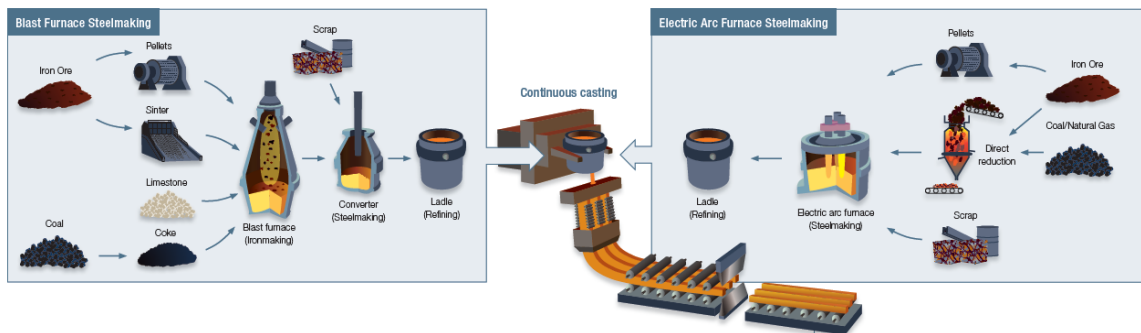 Blast Furnace Steelmaking
Electric Arc Furnace Steelmaking
Scrap
Pellets
Iron Ore
Sinter
Limestone
Coal
Coke
Blast furnace
(Ironmaking)
Converter
(Steelmaking)
Ladle
(Refining)
Continuous casting
Pellets
Iron Ore
Coal/Natural Gas
Direct
reduction
Ladle
(Refining)
Electric arc furnace
(Steelmaking)
Scrap